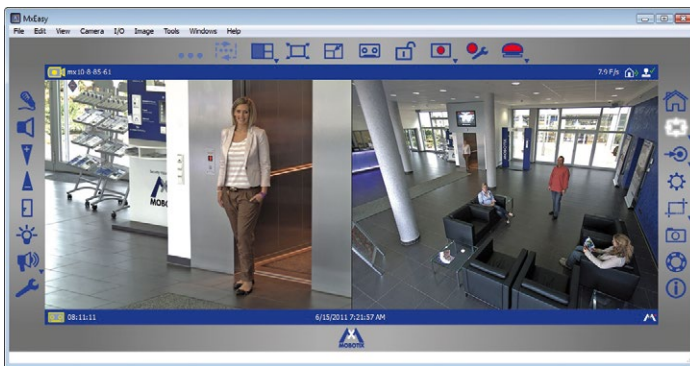 MxEasy
File Edit View Camera I/O Image Tools Windows Help
mx10-8-85-61 7.9 F/s
MOBOTIX
08:11:11 6/15/2011 7:21:57 AM
MOBOTIX